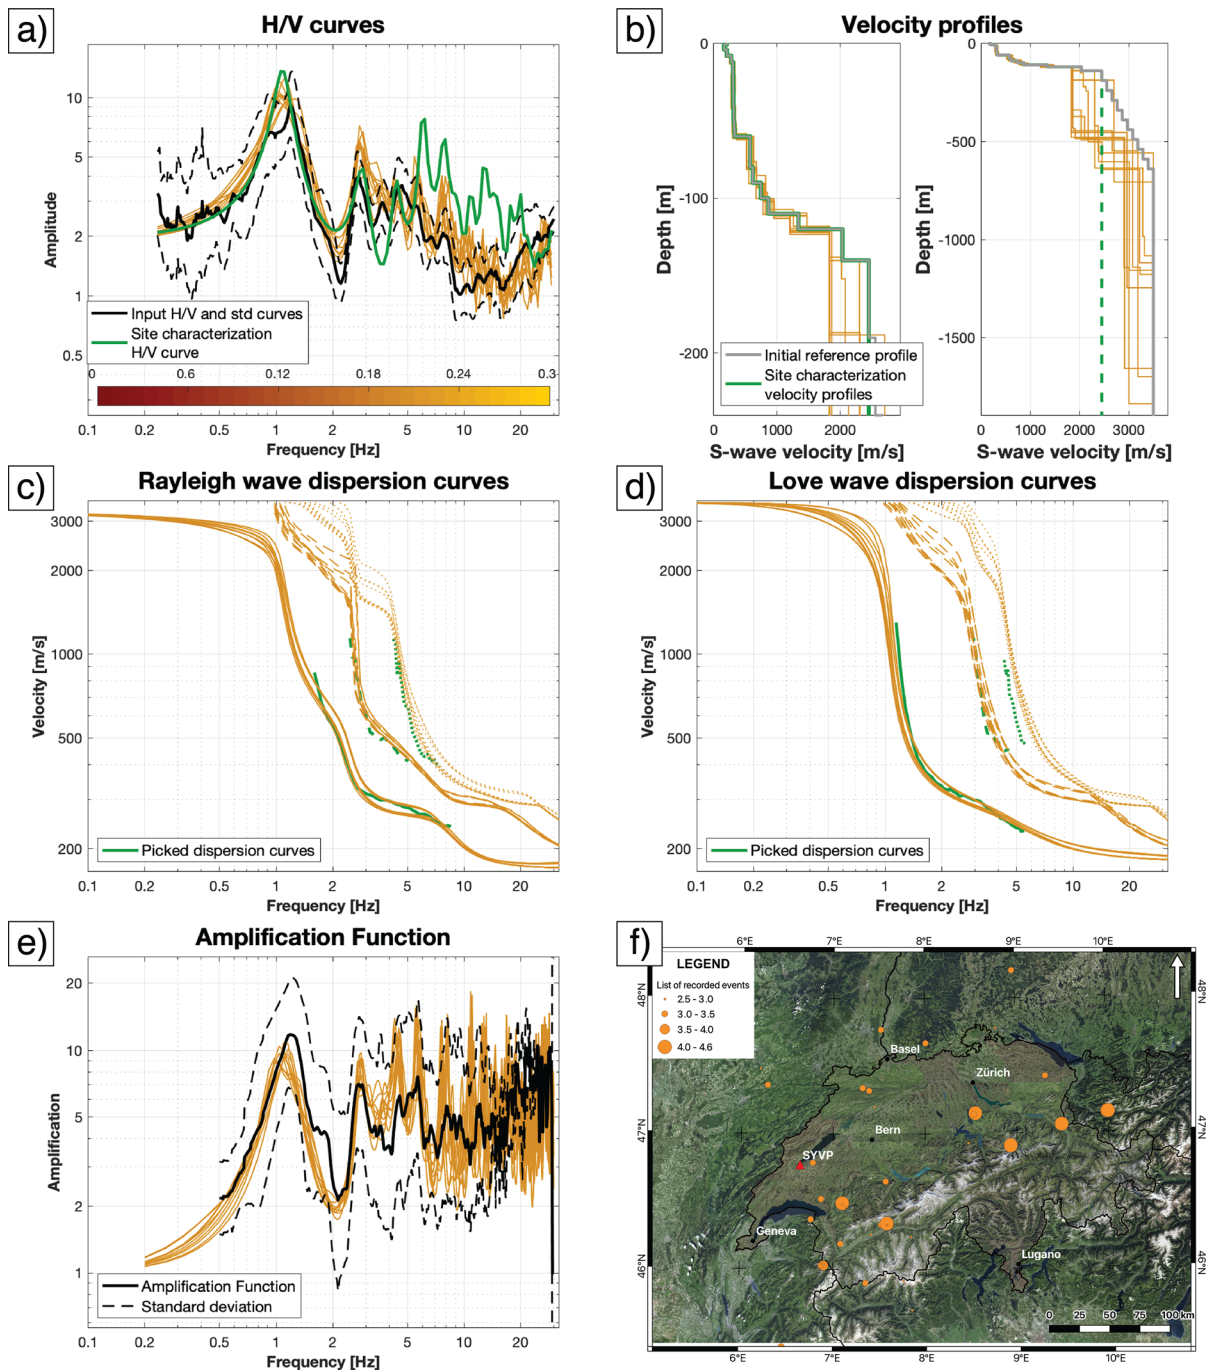 a)
H/V curves
10
5
2
1
0.5
Amplitude
Input H/V and std curves
Site characterization
H/V curve
0 0.6 0.12 0.18 0.24 0.3
0.1 0.2 0.5 1 2 5 10 20
Frequency [Hz]
b)
Velocity profiles
0
-100
-200
Depth [m]
Initial reference profile
Site characterization
velocity profiles
0 1000 2000
S-wave velocity [m/s]
0
-500
-1000
-1500
Depth [m]
0 1000 2000 3000
S-wave velocity [m/s]
c)
Rayleigh wave dispersion curves
3000
2000
1000
500
200
Velocity [m/s]
Picked dispersion curves
0.1 0.2 0.5 1 2 5 10 20
Frequency [Hz]
d)
Love wave dispersion curves
3000
2000
1000
500
200
Velocity [m/s]
Picked dispersion curves
0.1 0.2 0.5 1 2 5 10 20
Frequency [Hz]
e)
Amplification Function
20
10
5
2
1
Amplification
Amplification Function
Standard deviation
0.1 0.2 0.5 1 2 5 10 20
Frequency [Hz]
f)
6°E 7°E 8°E 9°E 10°E
LEGEND
List of recorded events
2.5 - 3.0
3.0 - 3.5
3.5 - 4.0
4.0 - 4.6
48°N
47°N
46°N
48°N
47°N
46°N
Basel
Zürich
Bern
SYVP
Geneva
Lugano
0 25 50 75 100 km
6°E 7°E 8°E 9°E 10°E